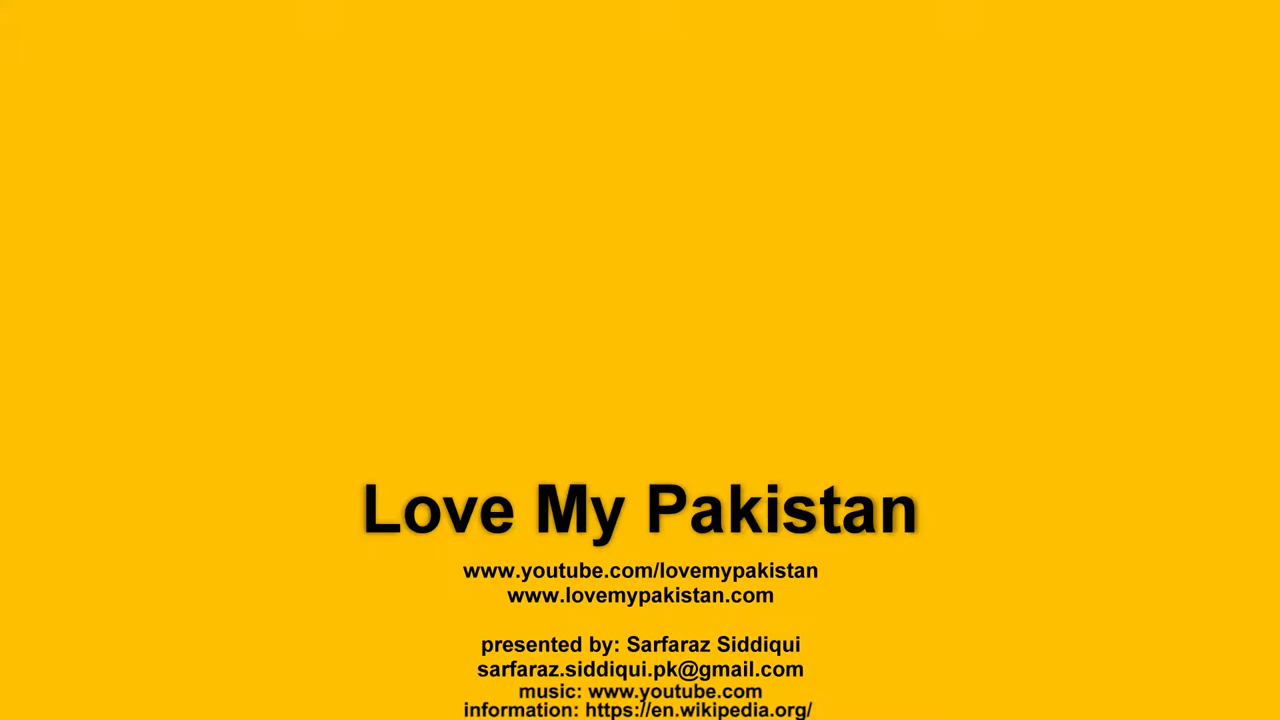 Love My Pakistan
www.youtube.com/lovemypakistan
www.lovemypakistan.com
presented by: Sarfaraz Siddiqui
sarfaraz.siddiqui.pk@gmail.com
music: www.youtube.com
information: https://en.wikipedia.org/